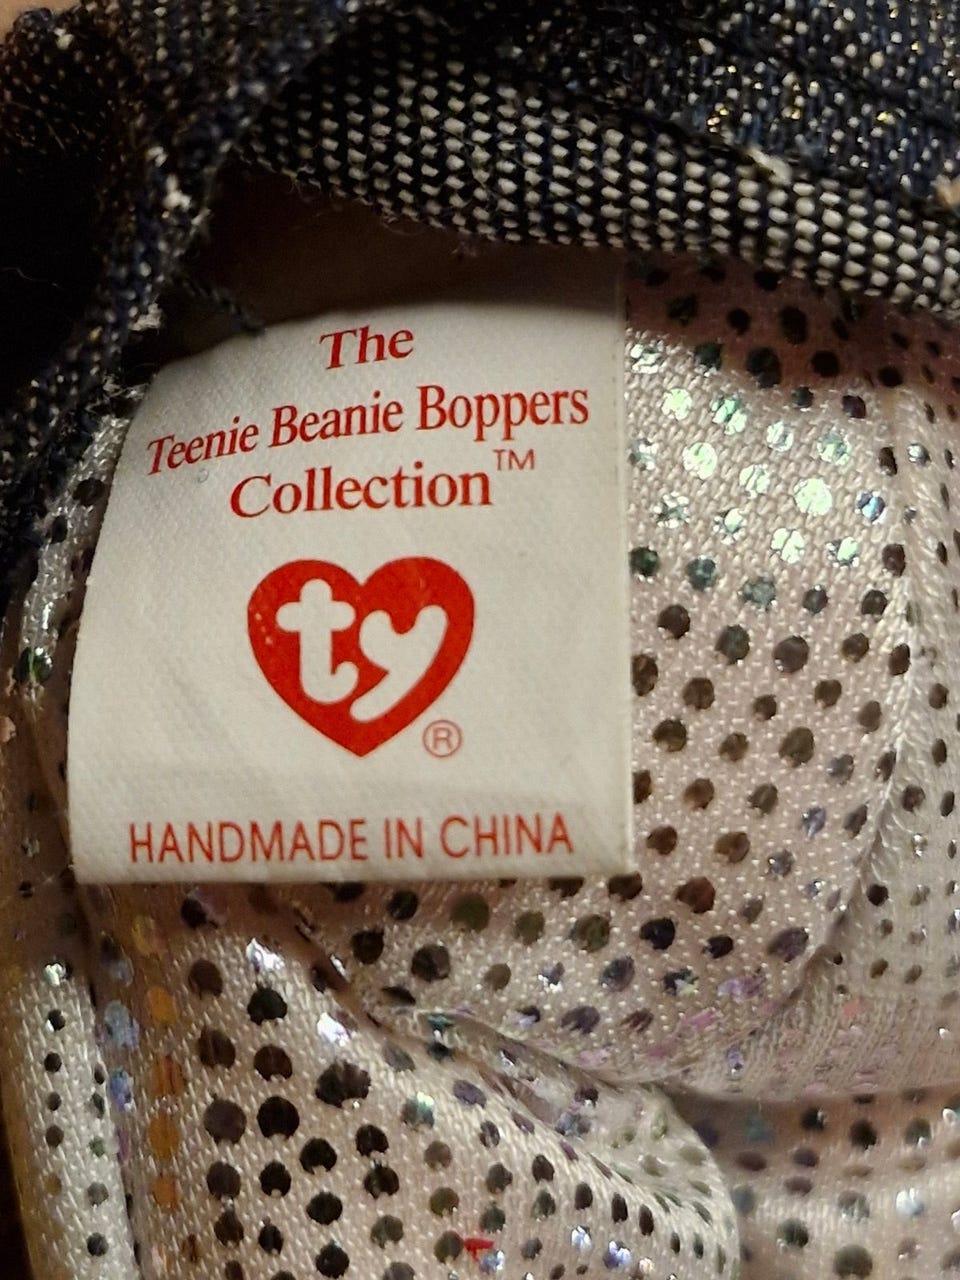 The
Teenie Beanie Boppers
Collection™
ty®
HANDMADE IN CHINA